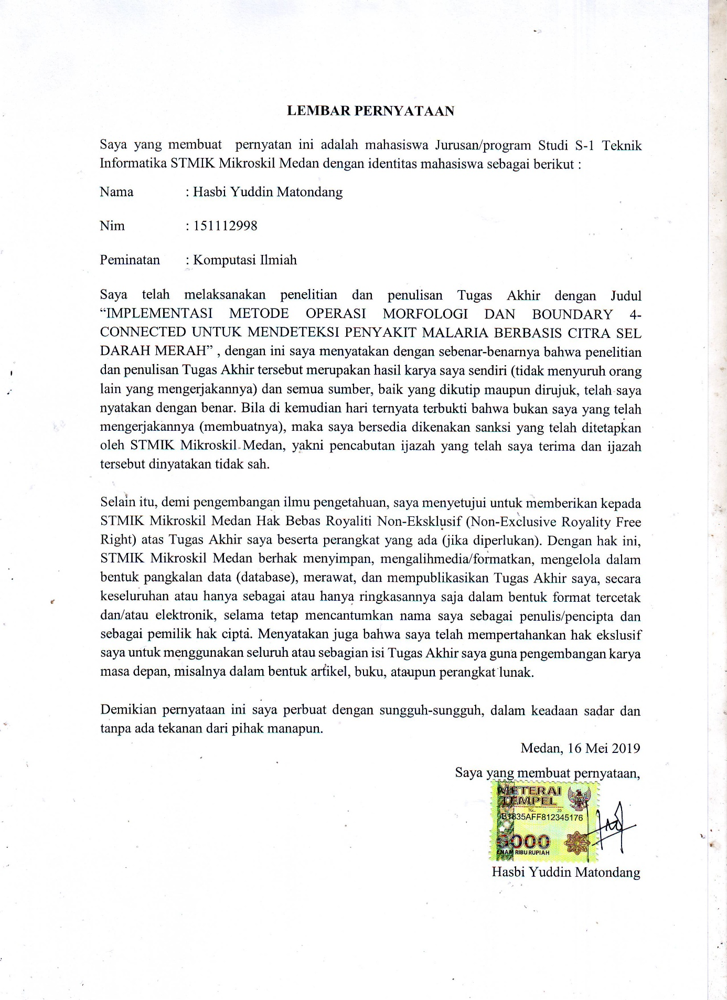 LEMBAR PERNYATAAN
Saya yang membuat pernyatan ini adalah mahasiswa Jurusan/program Studi S-1 Teknik
Informatika STMIK Mikroskil Medan dengan identitas mahasiswa sebagai berikut :
Nama : Hasbi Yuddin Matondang
Nim : 151112998
Peminatan : Komputasi Ilmiah
Saya telah melaksanakan penelitian dan penulisan Tugas Akhir dengan Judul
“IMPLEMENTASI METODE OPERASI MORFOLOGI DAN BOUNDARY 4-
CONNECTED UNTUK MENDETEKSI PENYAKIT MALARIA BERBASIS CITRA SEL
DARAH MERAH” , dengan ini saya menyatakan dengan sebenar-benarnya bahwa penelitian
dan penulisan Tugas Akhir tersebut merupakan hasil karya saya sendiri (tidak menyuruh orang
lain yang mengerjakannya) dan semua sumber, baik yang dikutip maupun dirujuk, telah saya
nyatakan dengan benar. Bila di kemudian hari ternyata terbukti bahwa bukan saya yang telah
mengerjakannya (membuatnya), maka saya bersedia dikenakan sanksi yang telah ditetapkan
oleh STMIK Mikroskil Medan, yakni pencabutan ijazah yang telah saya terima dan ijazah
tersebut dinyatakan tidak sah.
Selain itu, demi pengembangan ilmu pengetahuan, saya menyetujui untuk memberikan kepada
STMIK Mikroskil Medan Hak Bebas Royaliti Non-Eksklusif (Non-Exclusive Royality Free
Right) atas Tugas Akhir saya beserta perangkat yang ada (jika diperlukan). Dengan hak ini,
STMIK Mikroskil Medan berhak menyimpan, mengalihmedia/formatkan, mengelola dalam
bentuk pangkalan data (database), merawat, dan mempublikasikan Tugas Akhir saya, secara
keseluruhan atau hanya sebagai atau hanya ringkasannya saja dalam bentuk format tercetak
dan/atau elektronik, selama tetap mencantumkan nama saya sebagai penulis/pencipta dan
sebagai pemilik hak cipta. Menyatakan juga bahwa saya telah mempertahankan hak ekslusif
saya untuk menggunakan seluruh atau sebagian isi Tugas Akhir saya guna pengembangan karya
masa depan, misalnya dalam bentuk artikel, buku, ataupun perangkat lunak.
Demikian pernyataan ini saya perbuat dengan sungguh-sungguh, dalam keadaan sadar dan
tanpa ada tekanan dari pihak manapun.
Medan, 16 Mei 2019
Saya yang membuat pernyataan,
METERAI
TEMPEL
TGL. 20
B1835AFF812345176
6000
ENAM RIBU RUPIAH
Hasbi Yuddin Matondang